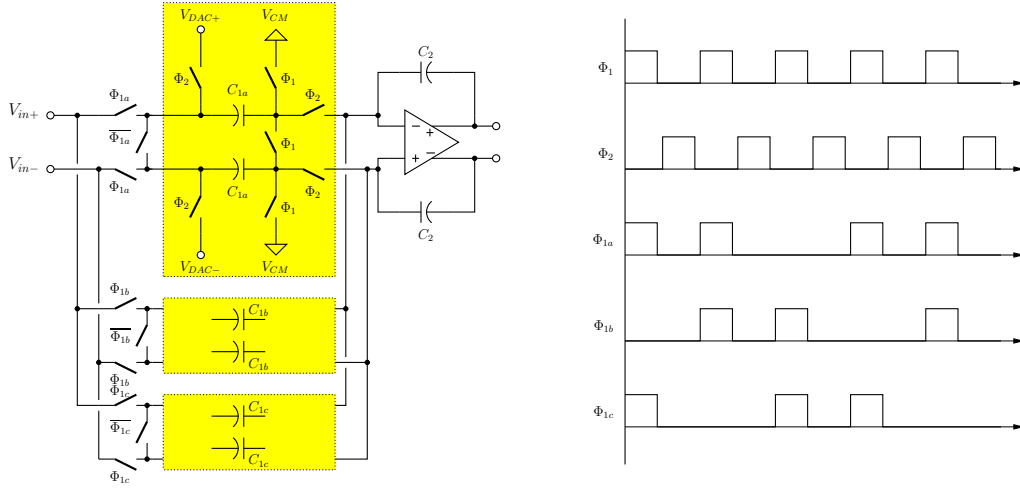 V_{DAC+} V_{CM}
C_2
Φ_2 Φ_1
Φ_{1a} C_{1a} Φ_2
V_{in+}
\overline{Φ_{1a}} Φ_1
− +
+ −
V_{in-}
Φ_{1a} C_{1a} Φ_2
Φ_2 Φ_1
C_2
V_{DAC-} V_{CM}
Φ_{1b} C_{1b}
\overline{Φ_{1b}}
Φ_{1b} C_{1b}
Φ_{1c} C_{1c}
\overline{Φ_{1c}}
Φ_{1c} C_{1c}
Φ_1
Φ_2
Φ_{1a}
Φ_{1b}
Φ_{1c}